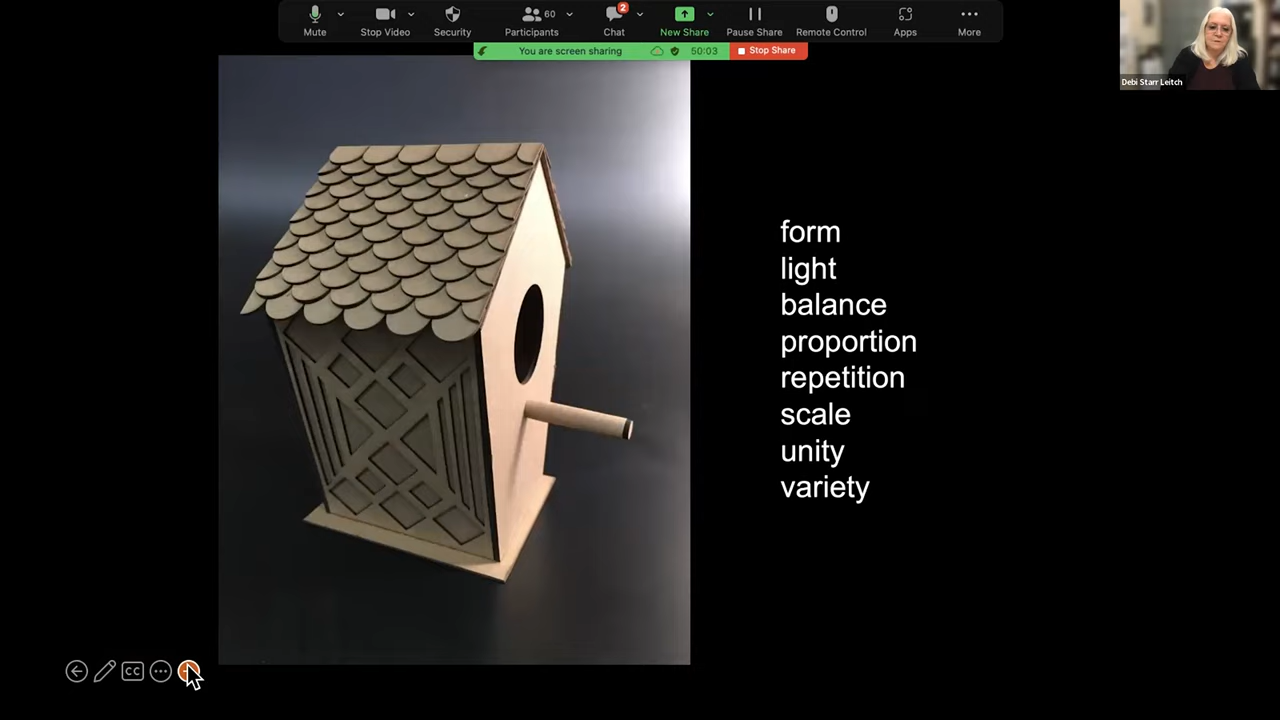 60
2
Mute
Stop Video
Security
Participants
Chat
New Share
Pause Share
Remote Control
Apps
More
You are screen sharing
50:03
Stop Share
Debi Starr Leitch
form
light
balance
proportion
repetition
scale
unity
variety
CC